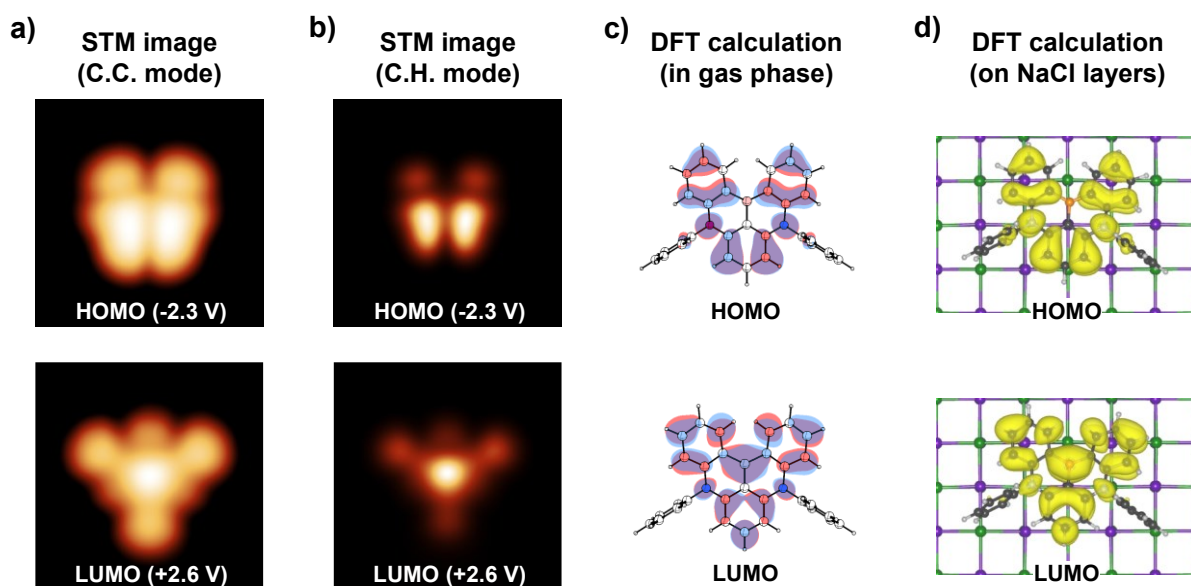 a)
STM image
(C.C. mode)
b)
STM image
(C.H. mode)
c)
DFT calculation
(in gas phase)
d)
DFT calculation
(on NaCl layers)
HOMO (-2.3 V)
HOMO (-2.3 V)
HOMO
HOMO
LUMO (+2.6 V)
LUMO (+2.6 V)
LUMO
LUMO